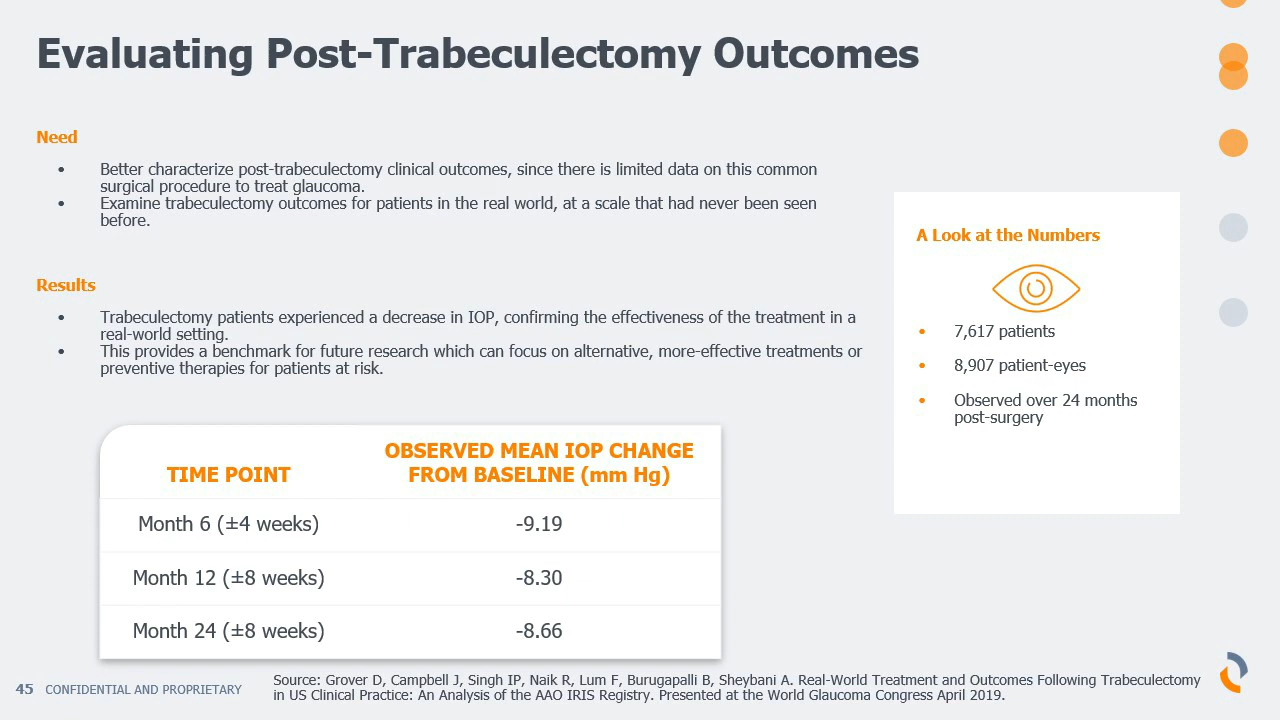 Evaluating Post-Trabeculectomy Outcomes
Need
• Better characterize post-trabeculectomy clinical outcomes, since there is limited data on this common
surgical procedure to treat glaucoma.
• Examine trabeculectomy outcomes for patients in the real world, at a scale that had never been seen
before.
Results
• Trabeculectomy patients experienced a decrease in IOP, confirming the effectiveness of the treatment in a
real-world setting.
• This provides a benchmark for future research which can focus on alternative, more-effective treatments or
preventive therapies for patients at risk.
A Look at the Numbers
• 7,617 patients
• 8,907 patient-eyes
• Observed over 24 months
post-surgery
TIME POINT
OBSERVED MEAN IOP CHANGE
FROM BASELINE (mm Hg)
Month 6 (±4 weeks) -9.19
Month 12 (±8 weeks) -8.30
Month 24 (±8 weeks) -8.66
45 CONFIDENTIAL AND PROPRIETARY
Source: Grover D, Campbell J, Singh IP, Naik R, Lum F, Burugapalli B, Sheybani A. Real-World Treatment and Outcomes Following Trabeculectomy
in US Clinical Practice: An Analysis of the AAO IRIS Registry. Presented at the World Glaucoma Congress April 2019.